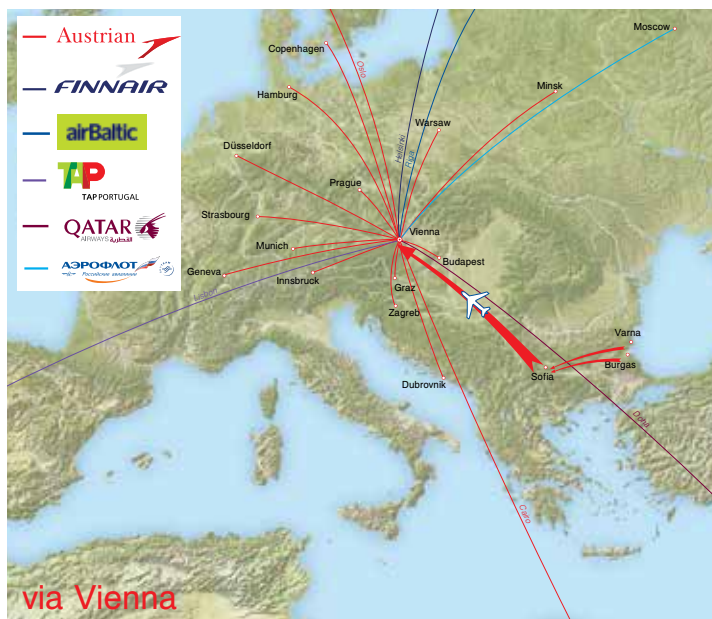 Austrian
FINNAIR
airBaltic
TAP
TAP PORTUGAL
QATAR
AIRWAYS القطرية
АЭРОФЛОТ
Российские авиалинии
Copenhagen
Oslo
Moscow
Hamburg
Minsk
Warsaw
Düsseldorf
Helsinki
Riga
Prague
Strasbourg
Vienna
Munich
Budapest
Geneva
Innsbruck
Graz
Lisbon
Zagreb
Varna
Burgas
Sofia
Dubrovnik
Doha
Cairo
via Vienna